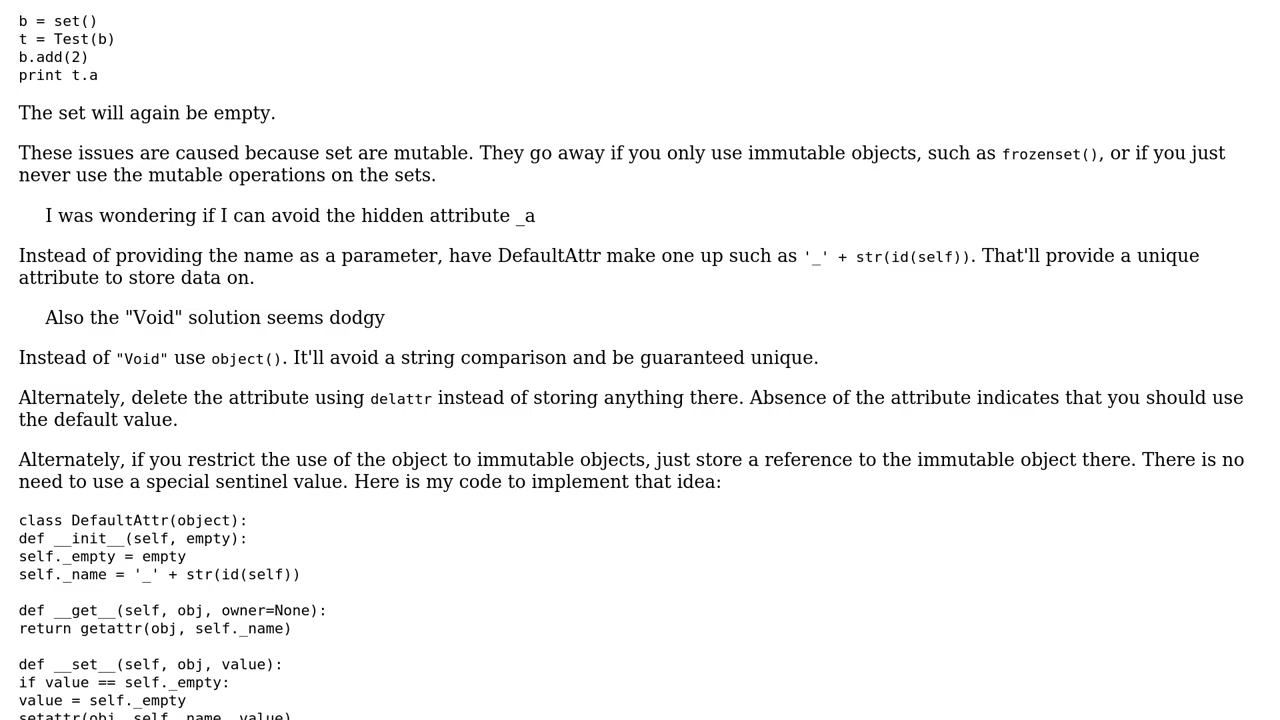 b = set()
t = Test(b)
b.add(2)
print t.a
The set will again be empty.
These issues are caused because set are mutable. They go away if you only use immutable objects, such as frozenset(), or if you just
never use the mutable operations on the sets.
I was wondering if I can avoid the hidden attribute _a
Instead of providing the name as a parameter, have DefaultAttr make one up such as '_' + str(id(self)). That'll provide a unique
attribute to store data on.
Also the "Void" solution seems dodgy
Instead of "Void" use object(). It'll avoid a string comparison and be guaranteed unique.
Alternately, delete the attribute using delattr instead of storing anything there. Absence of the attribute indicates that you should use
the default value.
Alternately, if you restrict the use of the object to immutable objects, just store a reference to the immutable object there. There is no
need to use a special sentinel value. Here is my code to implement that idea:
class DefaultAttr(object):
def __init__(self, empty):
self._empty = empty
self._name = '_' + str(id(self))
def __get__(self, obj, owner=None):
return getattr(obj, self._name)
def __set__(self, obj, value):
if value == self._empty:
value = self._empty
setattr(obj, self._name, value)